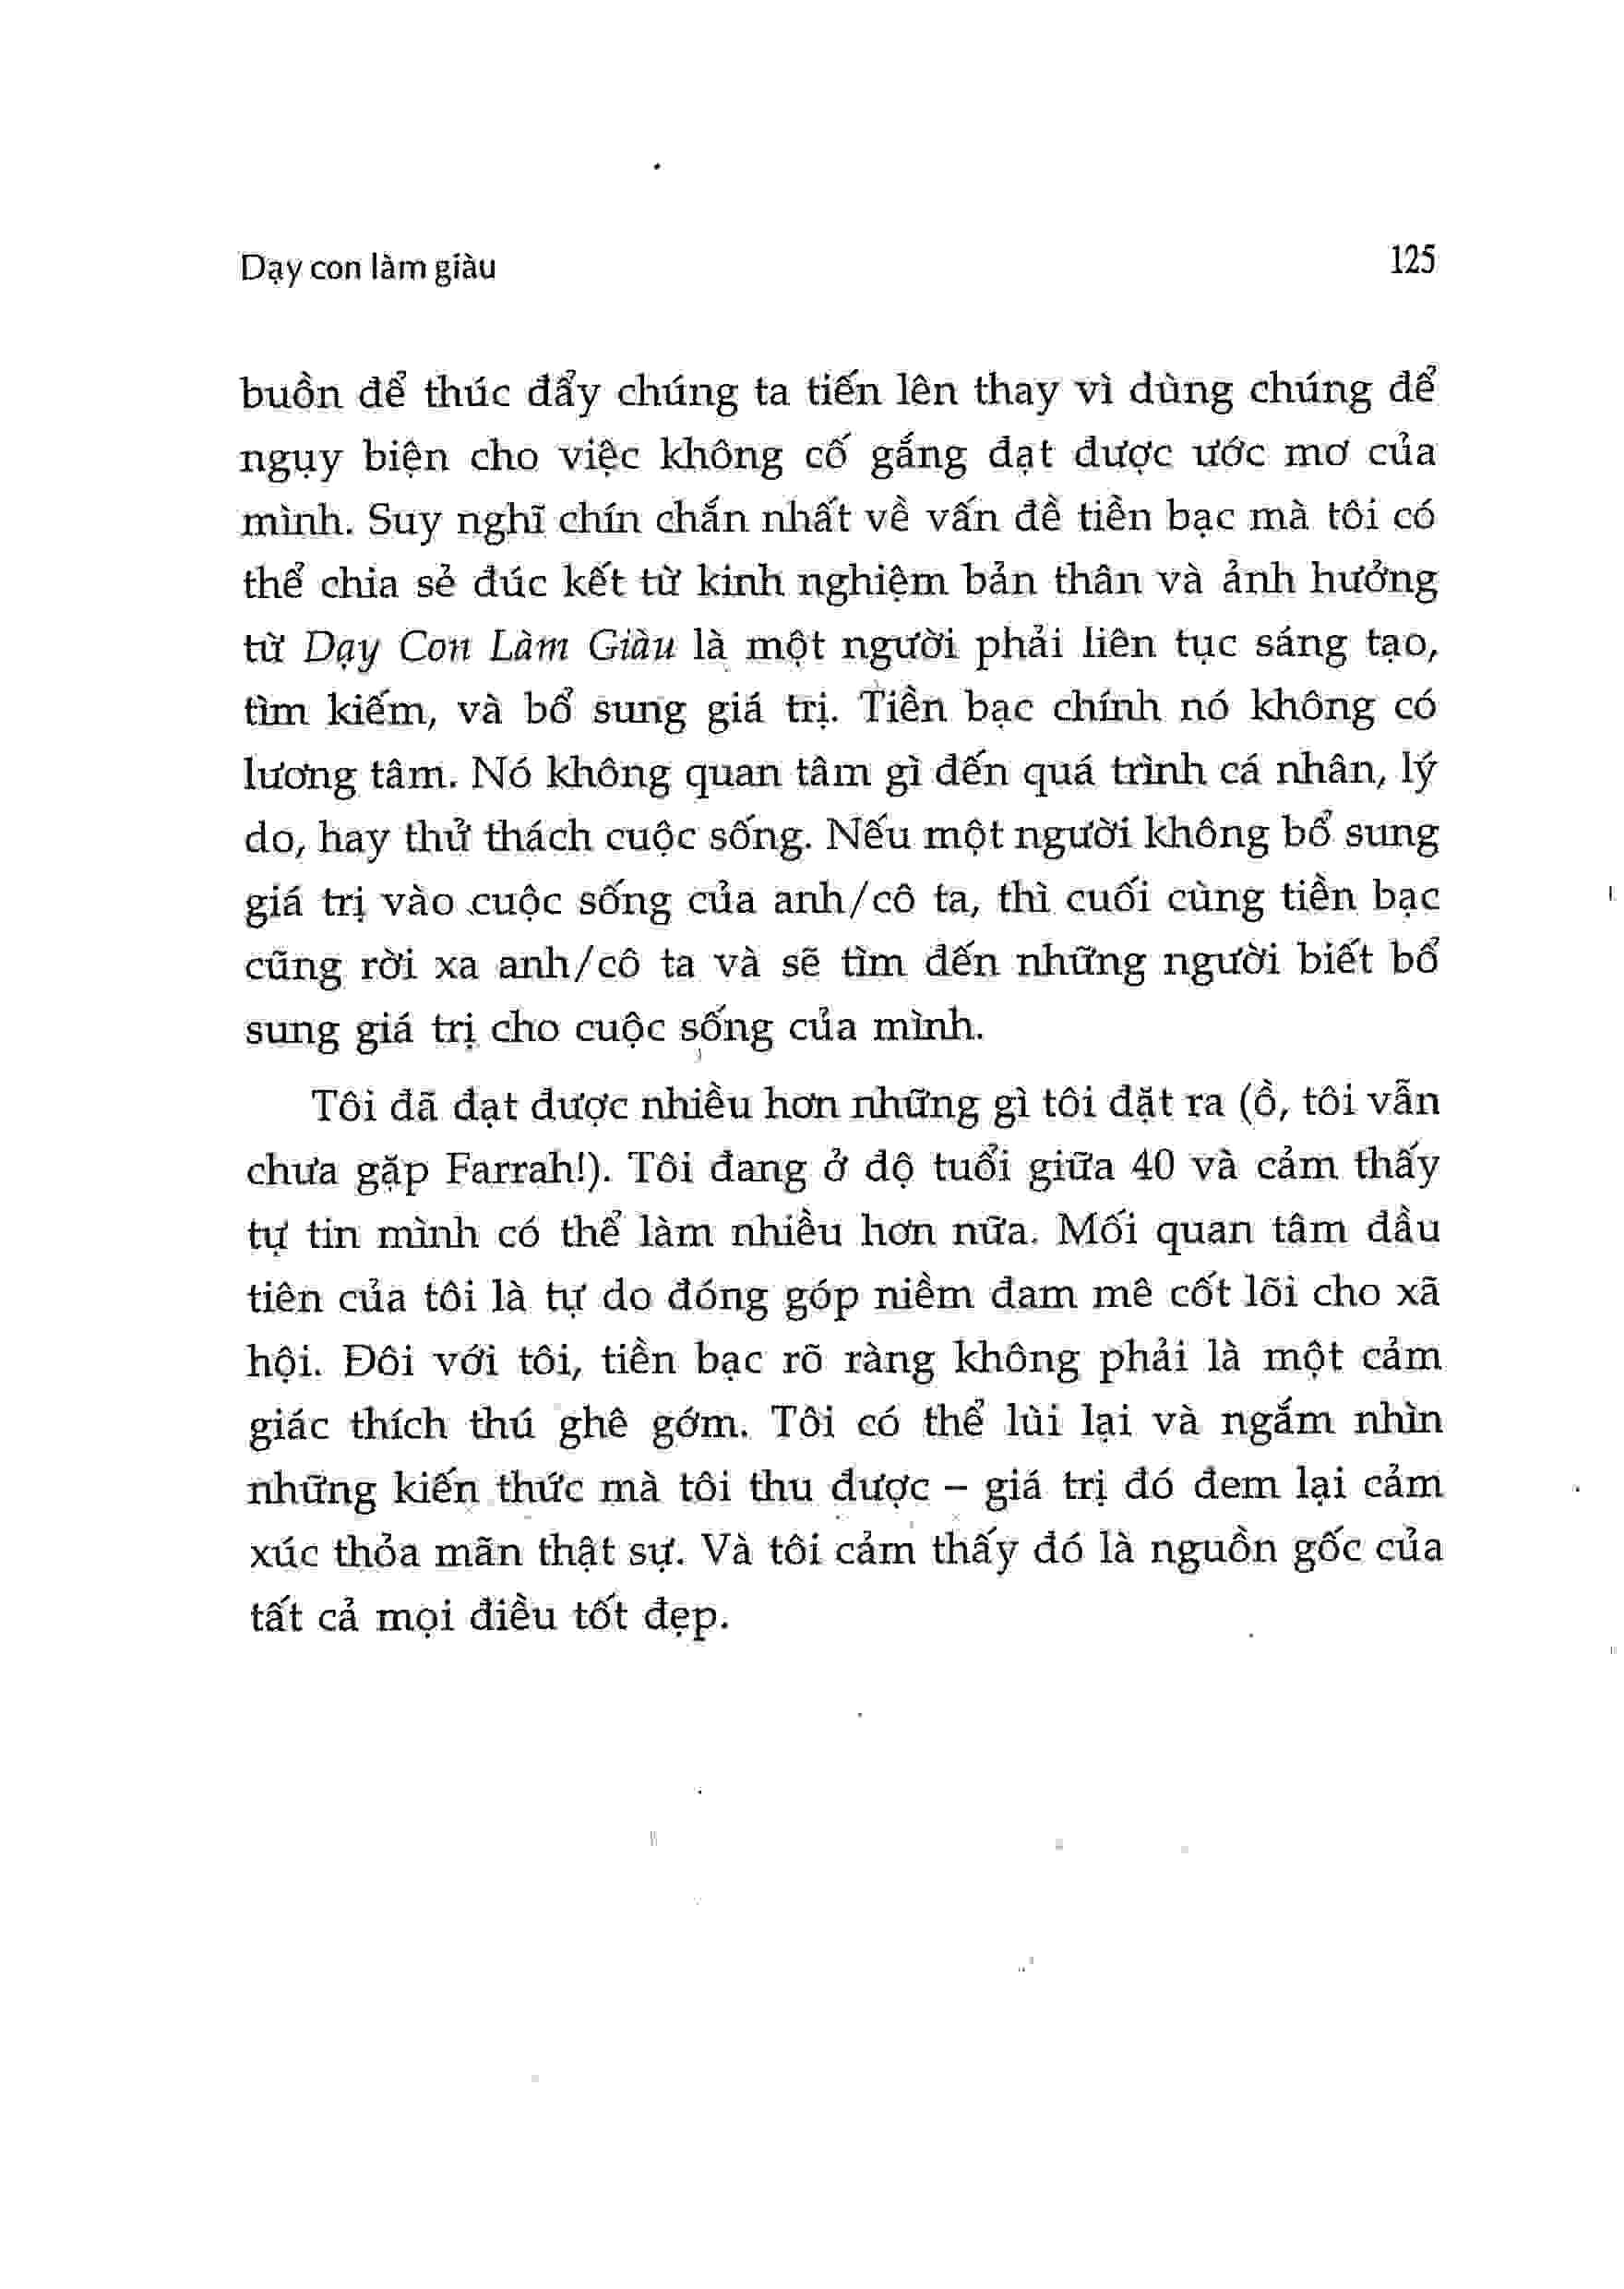 Dạy con làm giàu
125
buồn để thúc đẩy chúng ta tiến lên thay vì dùng chúng để
ngụy biện cho việc không cố gắng đạt được ước mơ của
mình. Suy nghĩ chín chắn nhất về vấn đề tiền bạc mà tôi có
thể chia sẻ đúc kết từ kinh nghiệm bản thân và ảnh hưởng
từ Dạy Con Làm Giàu là một người phải liên tục sáng tạo,
tìm kiếm, và bổ sung giá trị. Tiền bạc chính nó không có
lương tâm. Nó không quan tâm gì đến quá trình cá nhân, lý
do, hay thử thách cuộc sống. Nếu một người không bổ sung
giá trị vào cuộc sống của anh/cô ta, thì cuối cùng tiền bạc
cũng rời xa anh/cô ta và sẽ tìm đến những người biết bổ
sung giá trị cho cuộc sống của mình.
Tôi đã đạt được nhiều hơn những gì tôi đặt ra (ồ, tôi vẫn
chưa gặp Farrah!). Tôi đang ở độ tuổi giữa 40 và cảm thấy
tự tin mình có thể làm nhiều hơn nữa. Mối quan tâm đầu
tiên của tôi là tự do đóng góp niềm đam mê cốt lõi cho xã
hội. Đôi với tôi, tiền bạc rõ ràng không phải là một cảm
giác thích thú ghê gớm. Tôi có thể lùi lại và ngắm nhìn
những kiến thức mà tôi thu được – giá trị đó đem lại cảm
xúc thỏa mãn thật sự. Và tôi cảm thấy đó là nguồn gốc của
tất cả mọi điều tốt đẹp.